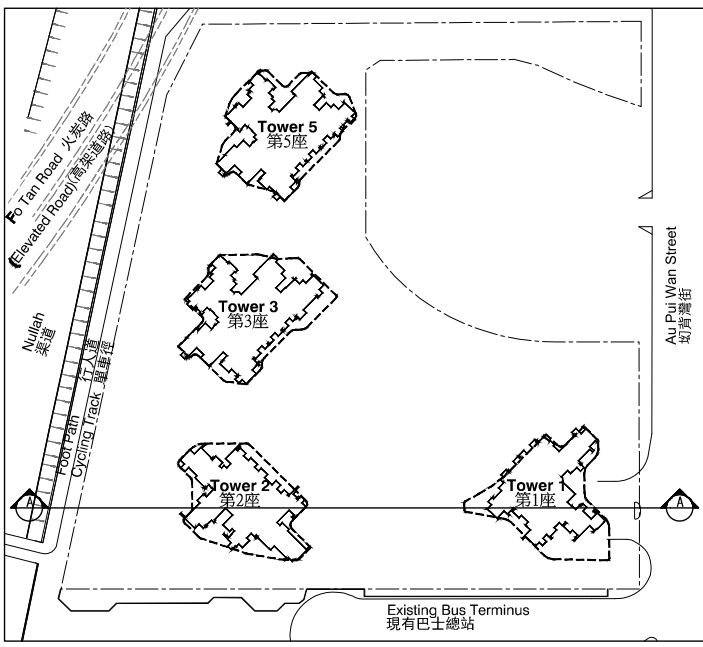 Tower 5
第5座
Fo Tan Road 火炭路
(Elevated Road)(高架道路)
Tower 3
第3座
Au Pui Wan Street
坳背灣街
Nullah
渠道
Foot Path 行人道
Cycling Track 單車徑
Tower 2
第2座
Tower 1
第1座
A
A
Existing Bus Terminus
現有巴士總站